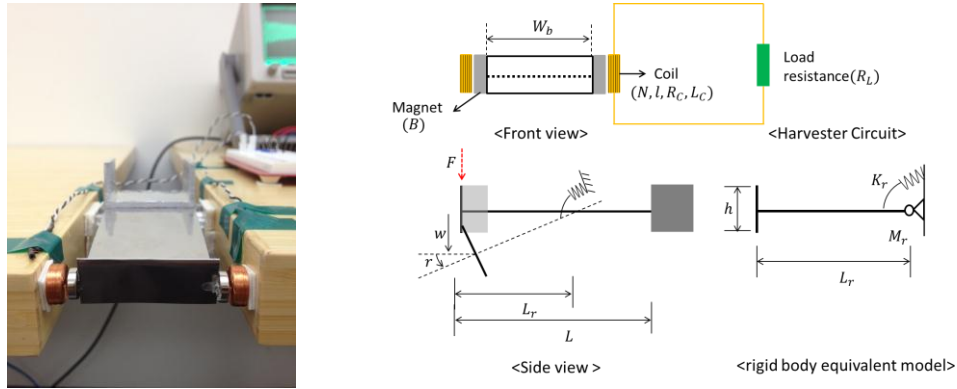 W_b
Coil
(N, l, R_C, L_C)
Load
resistance(R_L)
Magnet
(B)
<Front view>
<Harvester Circuit>
F
w
r
L_r
L
<Side view >
K_r
h
M_r
L_r
<rigid body equivalent model>